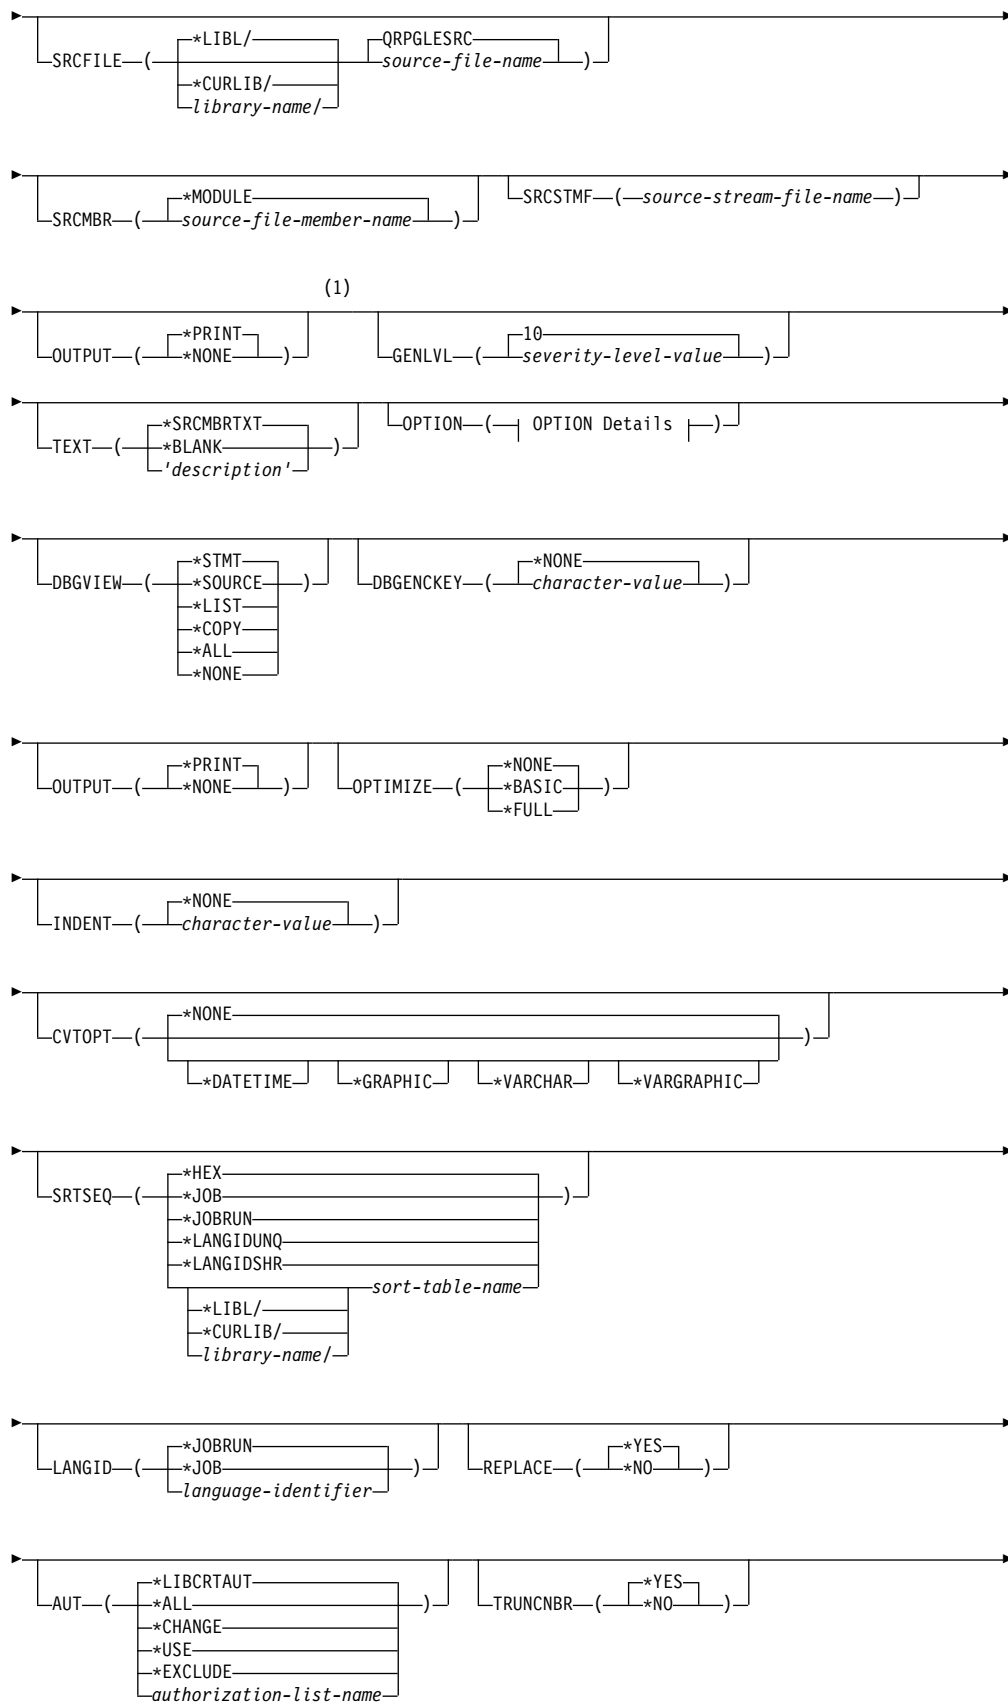 *LIBL/ QRPGLESRC
SRCFILE ( source-file-name )
*CURLIB/
library-name/
*MODULE SRCSTMF ( source-stream-file-name )
SRCMBR ( source-file-member-name )
(1)
*PRINT 10
OUTPUT ( *NONE ) GENLVL ( severity-level-value )
*SRCMBRTXT OPTION ( OPTION Details )
TEXT ( *BLANK )
'description'
*STMT *NONE
DBGVIEW ( *SOURCE ) DBGENCKEY ( character-value )
*LIST
*COPY
*ALL
*NONE
*PRINT *NONE
OUTPUT ( *NONE ) OPTIMIZE ( *BASIC )
*FULL
*NONE
INDENT ( character-value )
*NONE
CVTOPT ( )
*DATETIME *GRAPHIC *VARCHAR *VARGRAPHIC
*HEX
SRTSEQ ( *JOB )
*JOBRUN
*LANGIDUNQ
*LANGIDSHR
sort-table-name
*LIBL/
*CURLIB/
library-name/
*JOBRUN *YES
LANGID ( *JOB ) REPLACE ( *NO )
language-identifier
*LIBCRTAUT *YES
AUT ( *ALL ) TRUNCNBR ( *NO )
*CHANGE
*USE
*EXCLUDE
authorization-list-name